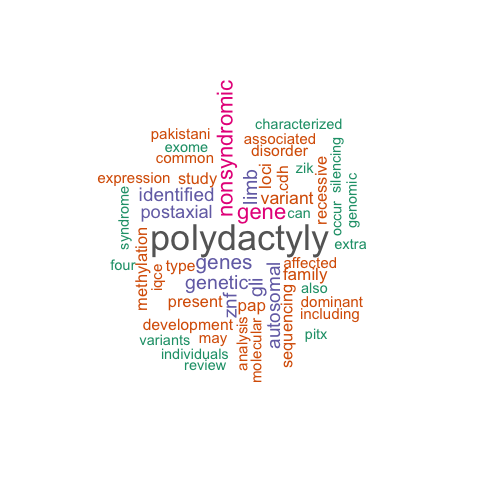 characterized
pakistani
associated
exome
disorder
common
nonsyndromic
silencing
expression
study
loci
cdh
zik
recessive
genomic
limb
identified
variant
syndrome
postaxial
gene
can
occur
polydactyly
extra
methylation
four
type
genes
affected
iqce
genetic
gli
autosomal
family
also
znf
present
pap
sequencing
dominant
including
development
variants
may
analysis
molecular
pitx
individuals
review